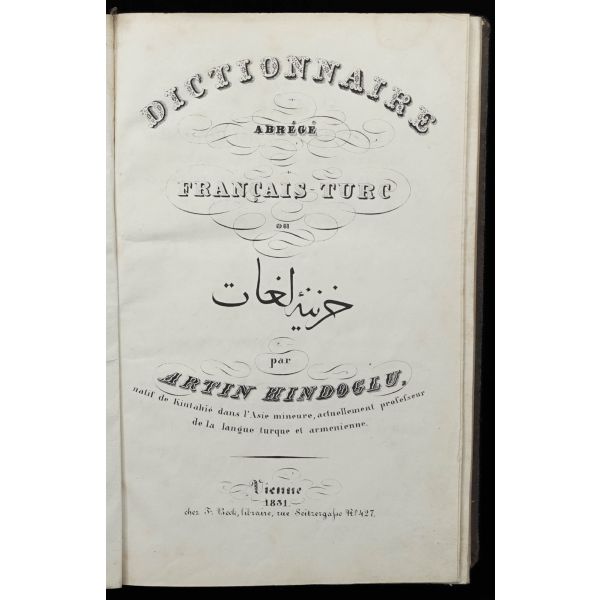 DICTIONNAIRE
ABRÉGÉ
FRANÇAIS-TURC
ou
خزينهٔ لغات
par
ARTIN HINDOGLU,
natif de Kiutahié dans l'Asie mineure, actuellement professeur
de la langue turque et armenienne.
Vienne
1831
chez F. Beck, libraire, rue Seitzergasse No. 427.